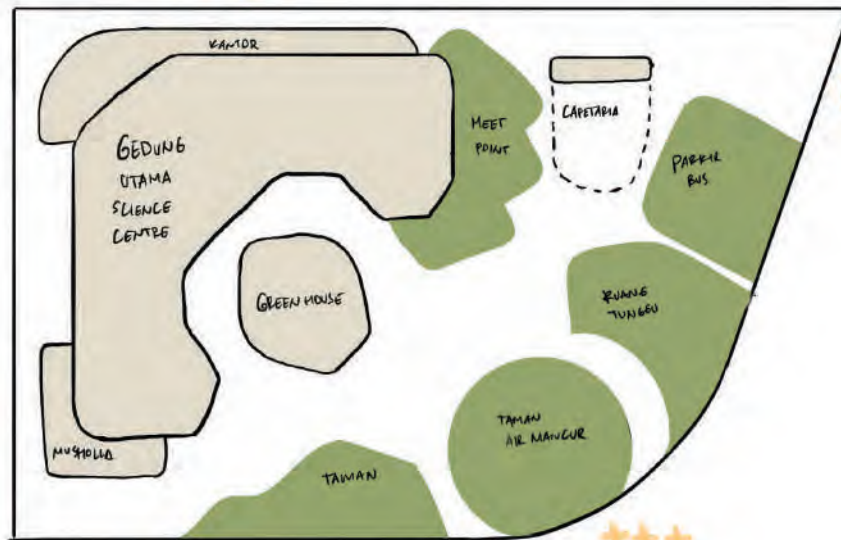 KANTOR
GEDUNG
UTAMA
SCIENCE
CENTRE
MEET
POINT
CAFETARIA
PARKIR
BUS
GREEN HOUSE
RUANG
TUNGGU
TAMAN
AIR MANCUR
MUSHOLLA
TAMAN